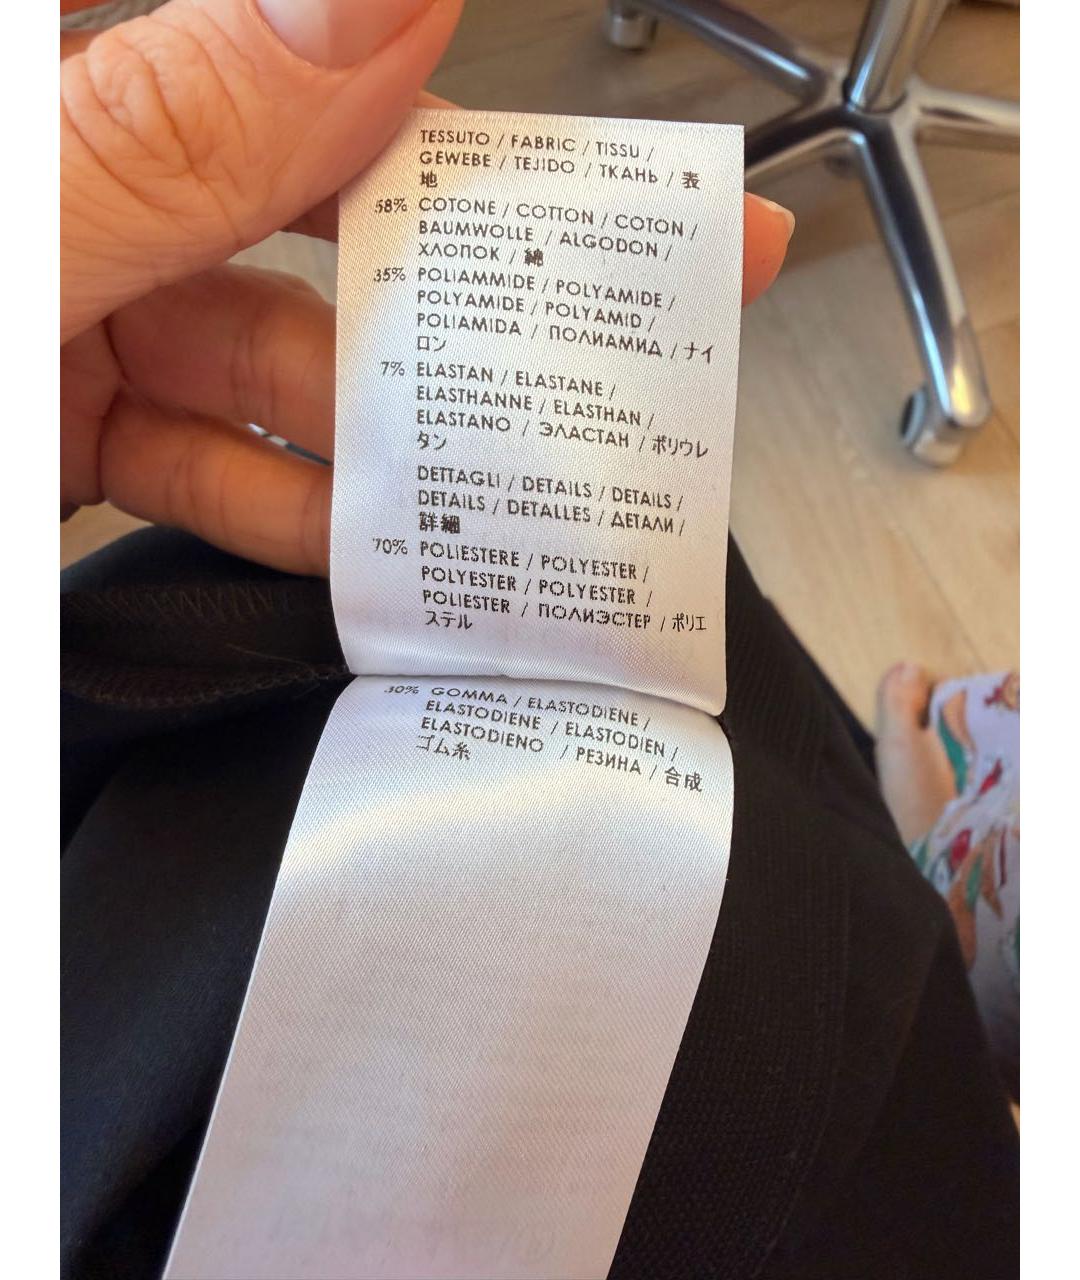 TESSUTO / FABRIC / TISSU /
GEWEBE / TEJIDO / ТКАНЬ / 表
地
58% COTONE / COTTON / COTON /
BAUMWOLLE / ALGODON /
ХЛОПОК / 綿
35% POLIAMMIDE / POLYAMIDE /
POLYAMIDE / POLYAMID /
POLIAMIDA / ПОЛИАМИД / ナイ
ロン
7% ELASTAN / ELASTANE /
ELASTHANNE / ELASTHAN /
ELASTANO / ЭЛАСТАН / ポリウレ
タン
DETTAGLI / DETAILS / DETAILS /
DETAILS / DETALLES / ДЕТАЛИ /
詳細
70% POLIESTERE / POLYESTER /
POLYESTER / POLYESTER /
POLIESTER / ПОЛИЭСТЕР / ポリエ
ステル
30% GOMMA / ELASTODIENE /
ELASTODIENE / ELASTODIEN /
ELASTODIENO / РЕЗИНА / 合成
ゴム糸